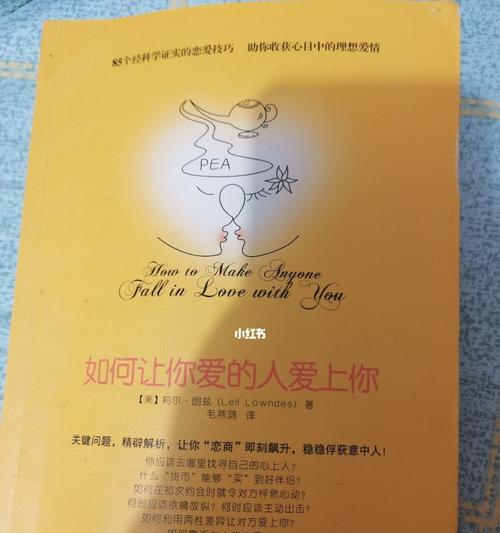 85个经科学证实的恋爱技巧 助你收获心目中的理想爱情
PEA
How to Make Anyone
Fall in Love with You
小红书
如何让你爱的人爱上你
【美】莉尔·朗兹（Leil Lowndes） 著
毛燕鸿 译
关键问题，精辟解析，让你“恋商”即刻飙升，稳稳俘获意中人！
你应该去哪里找寻自己的心上人？
什么“货币”能够“买”到好伴侣？
如何在初次约会时就令对方怦然心动？
何时应该欲擒故纵？何时应该主动出击？
如何利用两性差异让对方爱上你？